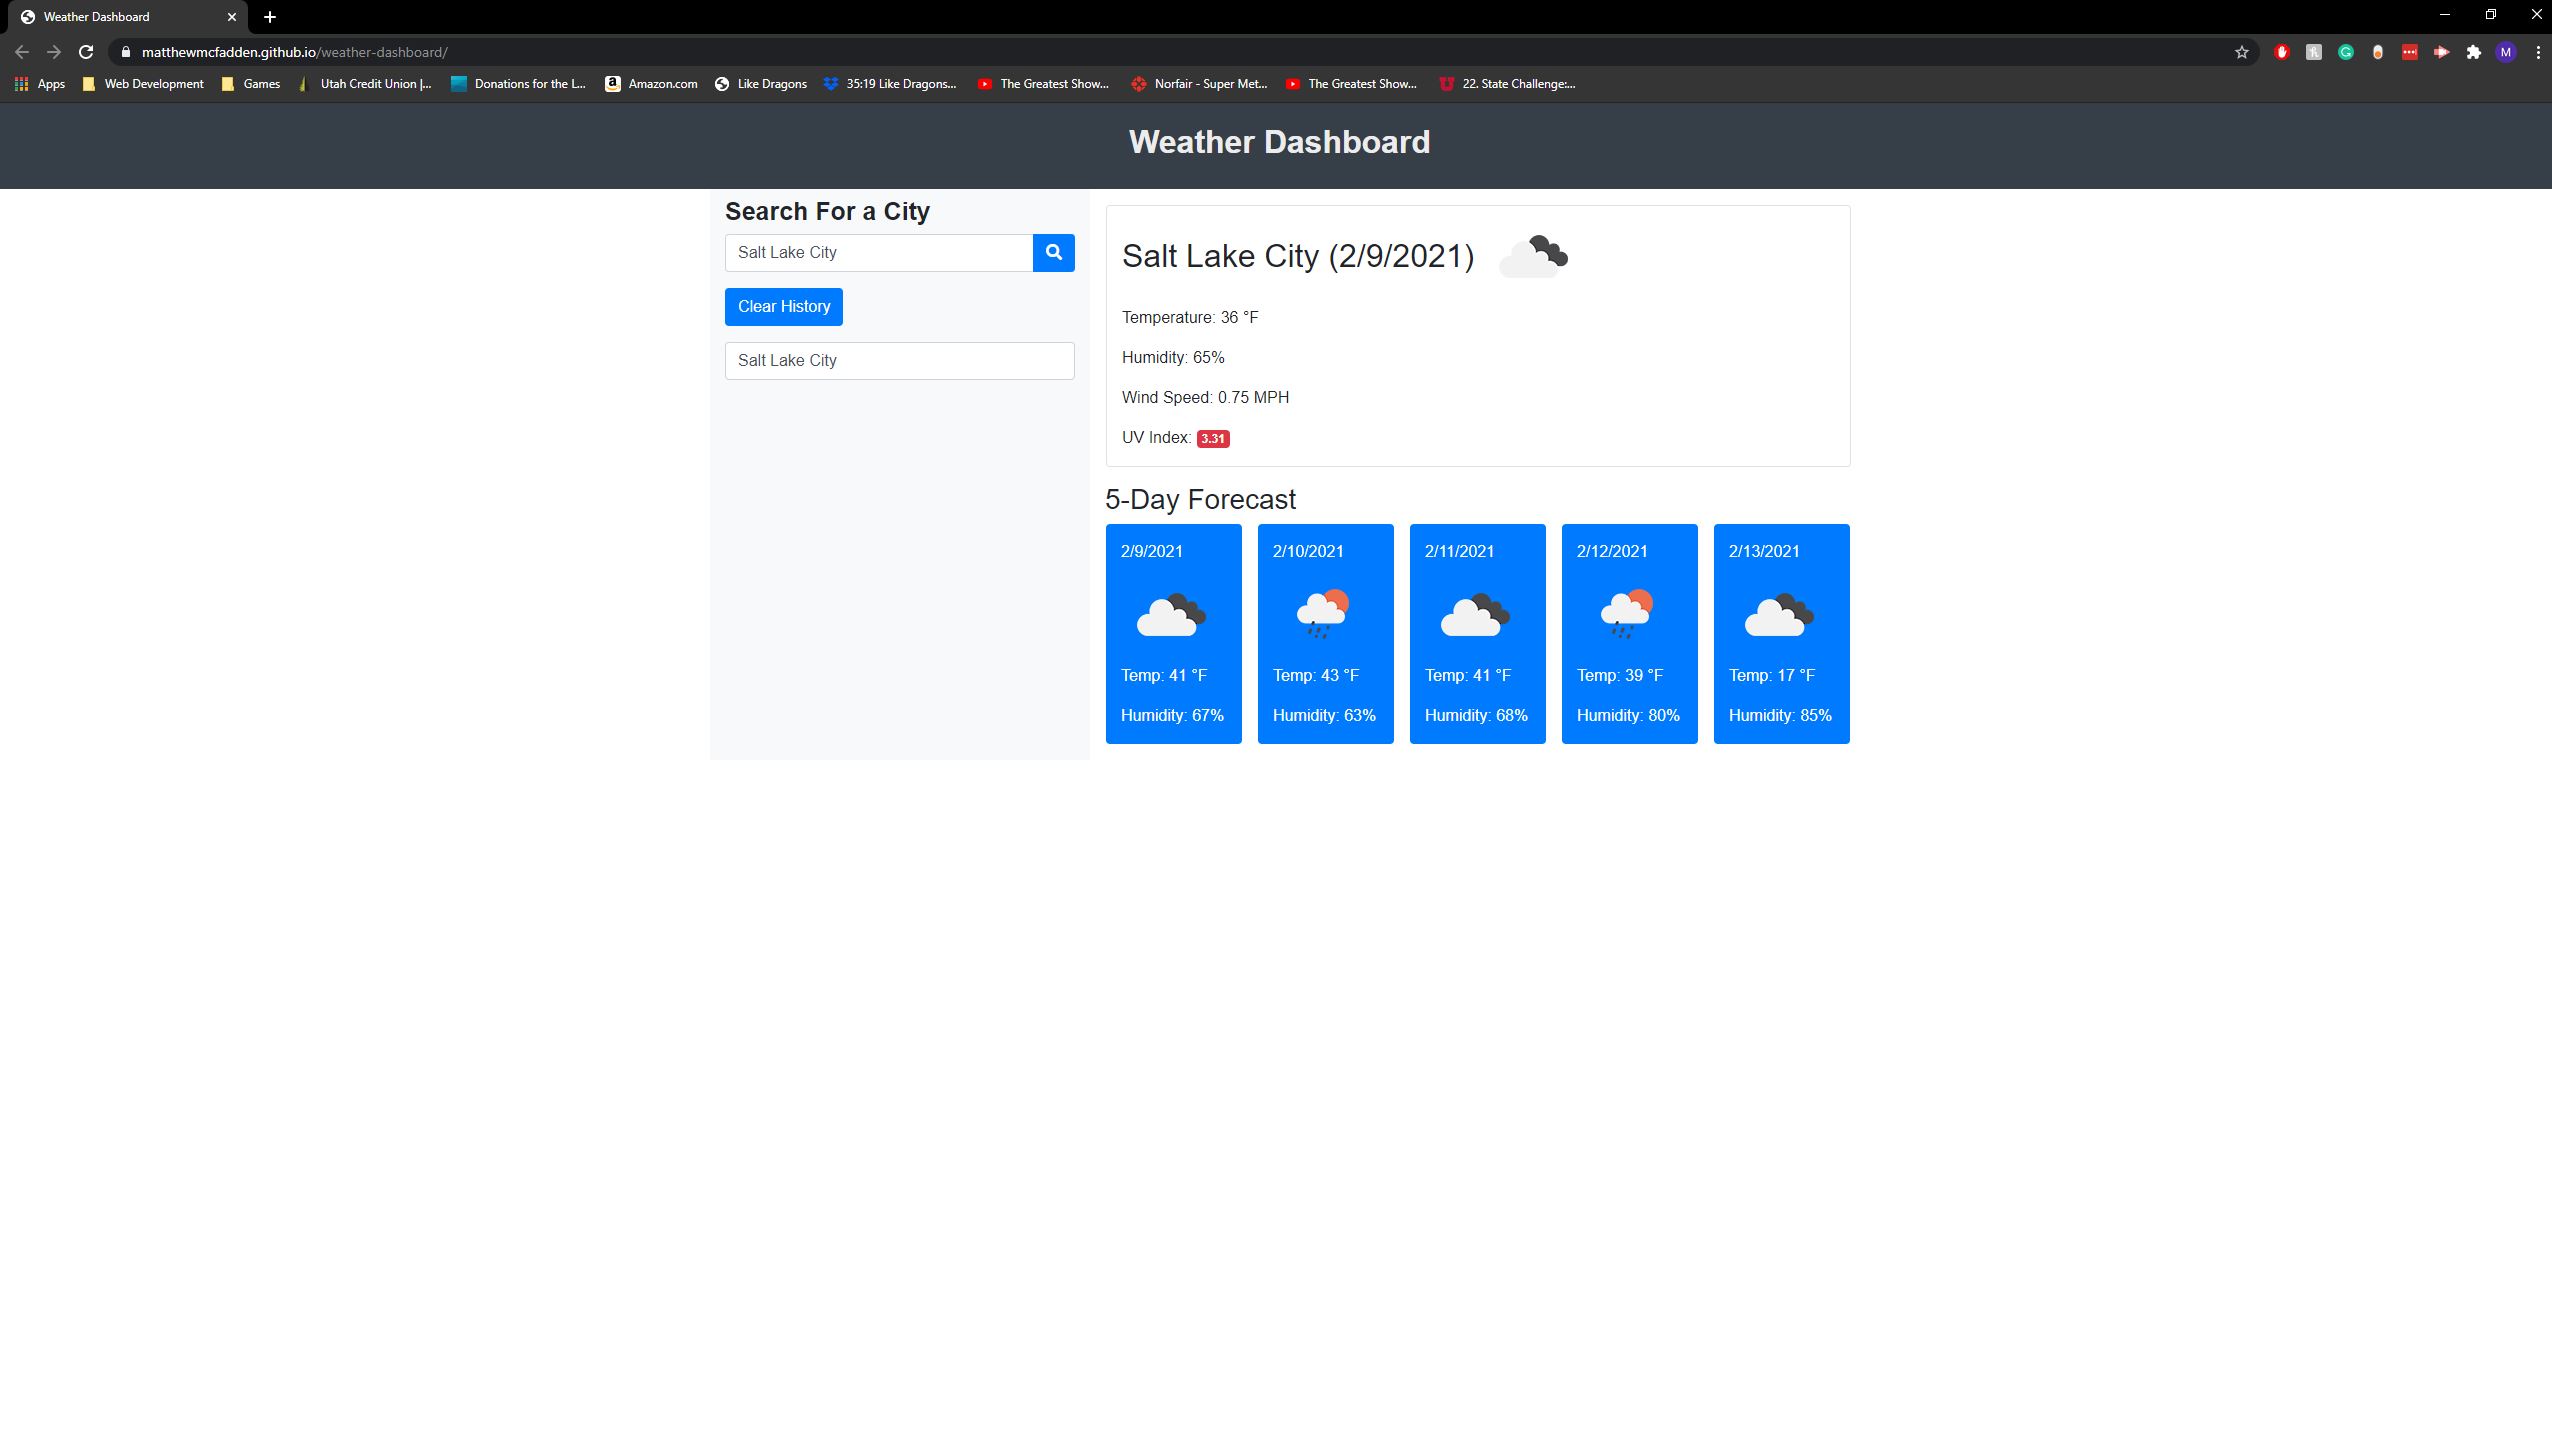 Weather Dashboard
matthewmcfadden.github.io/weather-dashboard/
M
Apps Web Development Games Utah Credit Union |... Donations for the L... Amazon.com Like Dragons 35:19 Like Dragons... The Greatest Show... Norfair - Super Met... The Greatest Show... 22. State Challenge:...
Weather Dashboard
Search For a City
Salt Lake City
Clear History
Salt Lake City
Salt Lake City (2/9/2021)
Temperature: 36 °F
Humidity: 65%
Wind Speed: 0.75 MPH
UV Index: 3.31
5-Day Forecast
2/9/2021
Temp: 41 °F
Humidity: 67%
2/10/2021
Temp: 43 °F
Humidity: 63%
2/11/2021
Temp: 41 °F
Humidity: 68%
2/12/2021
Temp: 39 °F
Humidity: 80%
2/13/2021
Temp: 17 °F
Humidity: 85%